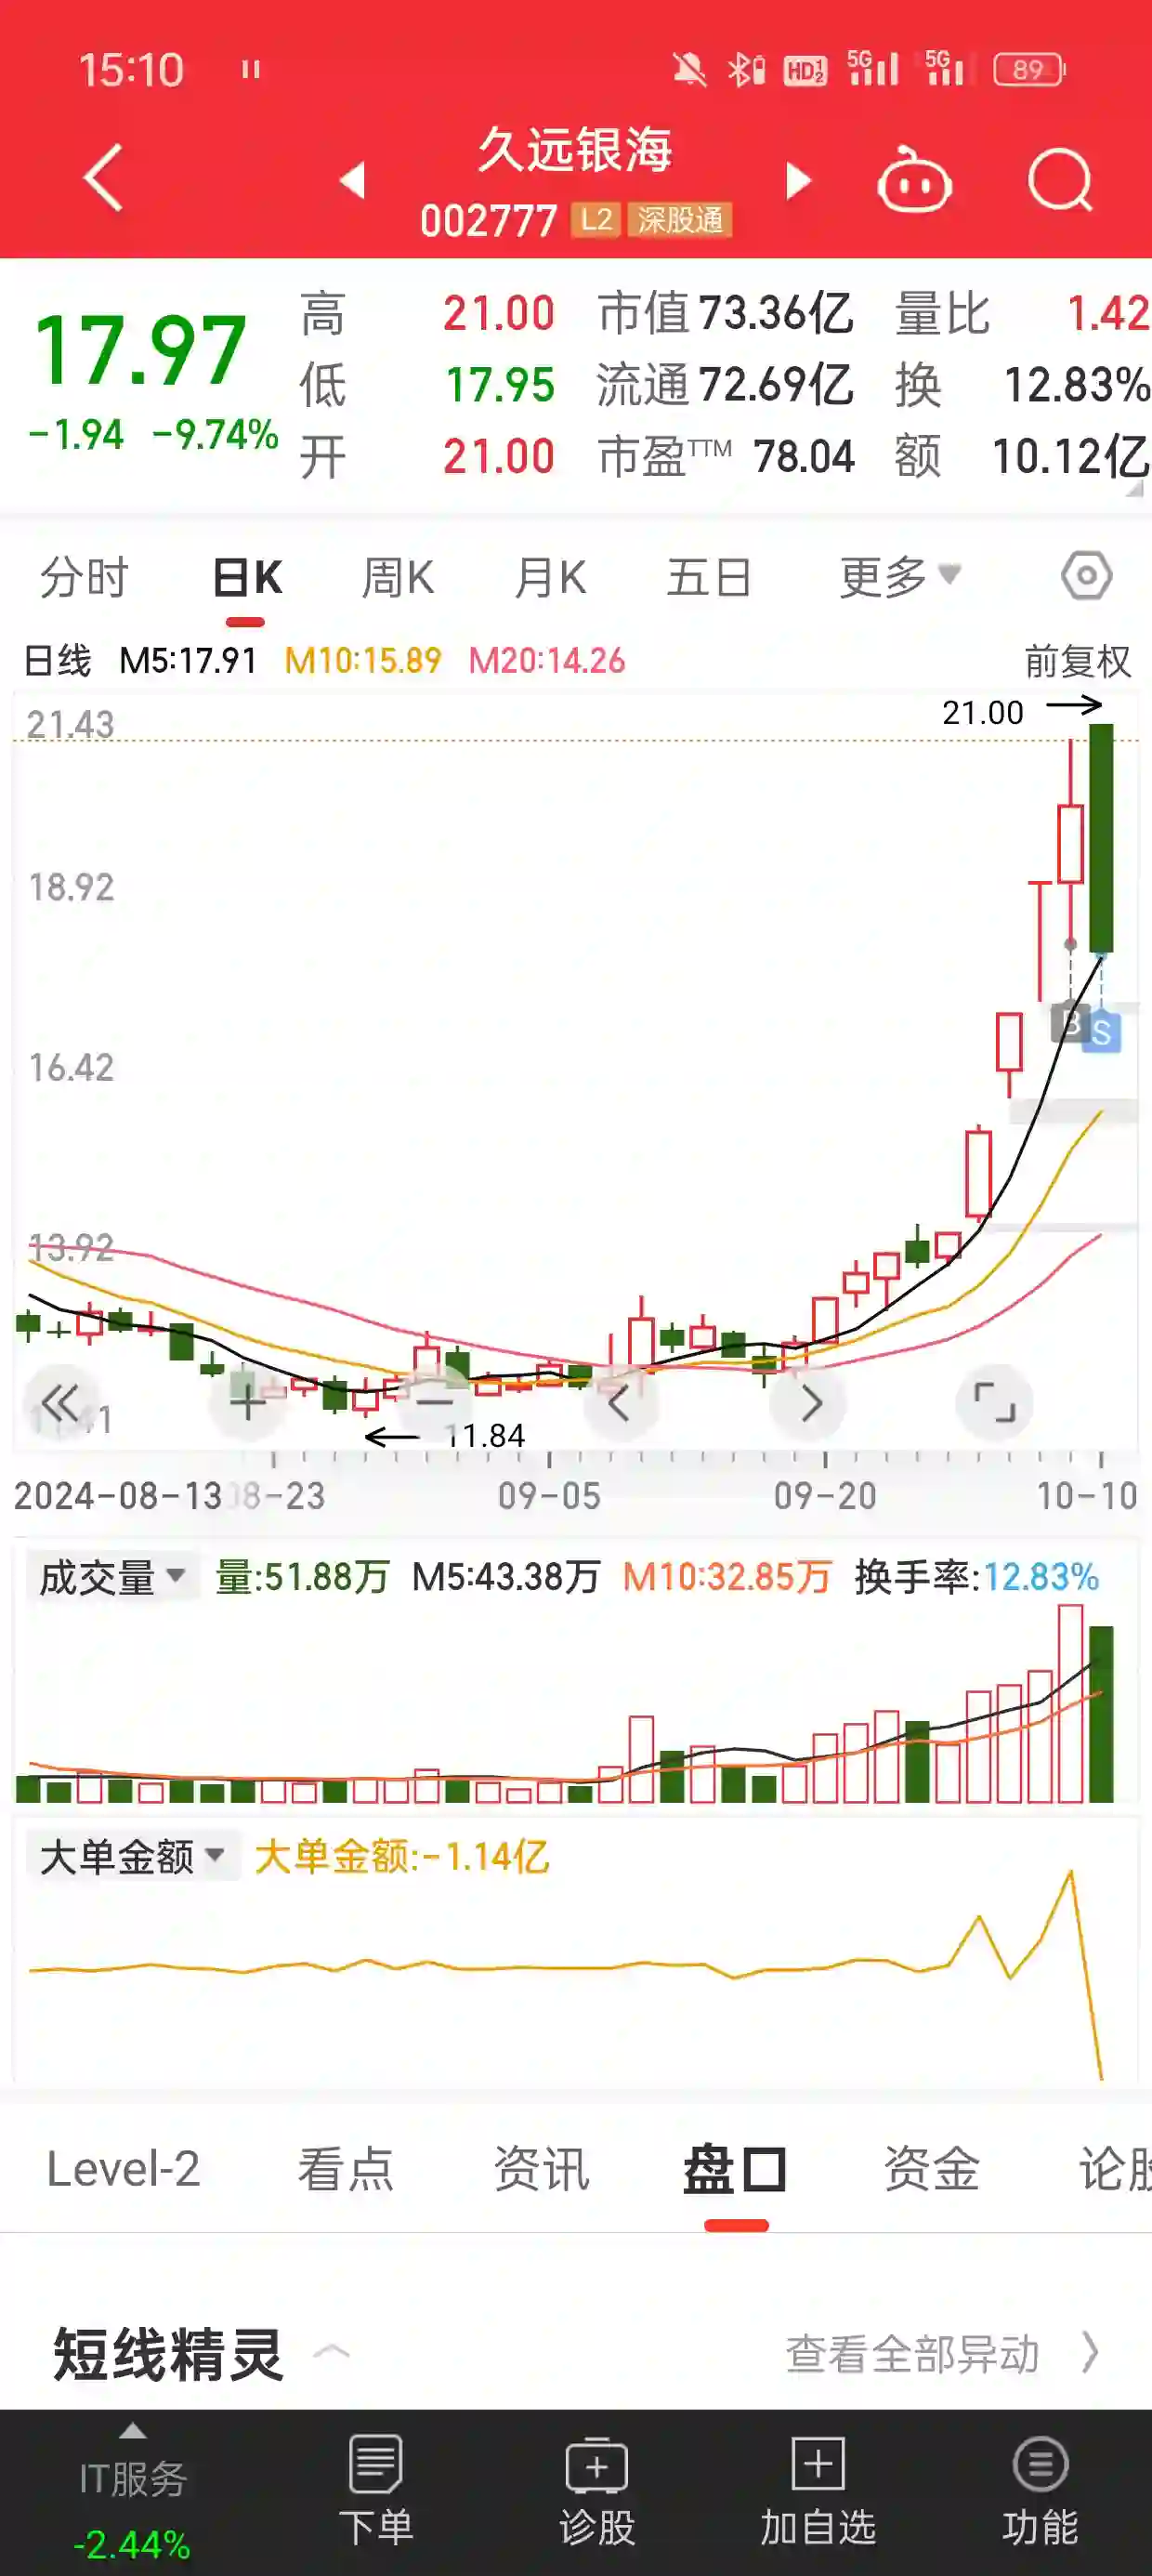 15:10 HD 1 2 5G 5G 89
久远银海
002777 L2 深股通
17.97
-1.94 -9.74%
高 21.00 市值 73.36亿 量比 1.42
低 17.95 流通 72.69亿 换 12.83%
开 21.00 市盈TTM 78.04 额 10.12亿
分时 日K 周K 月K 五日 更多
日线 M5:17.91 M10:15.89 M20:14.26 前复权
21.43
21.00
18.92
B S
16.42
13.92
11.84
2024-08-13 08-23 09-05 09-20 10-10
成交量 量:51.88万 M5:43.38万 M10:32.85万 换手率:12.83%
大单金额 大单金额:-1.14亿
Level-2 看点 资讯 盘口 资金 论股
短线精灵 查看全部异动
IT服务 下单 诊股 加自选 功能
-2.44%